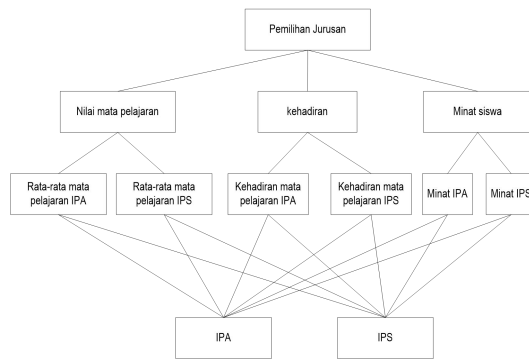 Pemilihan Jurusan
Nilai mata pelajaran
kehadiran
Minat siswa
Rata-rata mata
pelajaran IPA
Rata-rata mata
pelajaran IPS
Kehadiran mata
pelajaran IPA
Kehadiran mata
pelajaran IPS
Minat IPA
Minat IPS
IPA
IPS